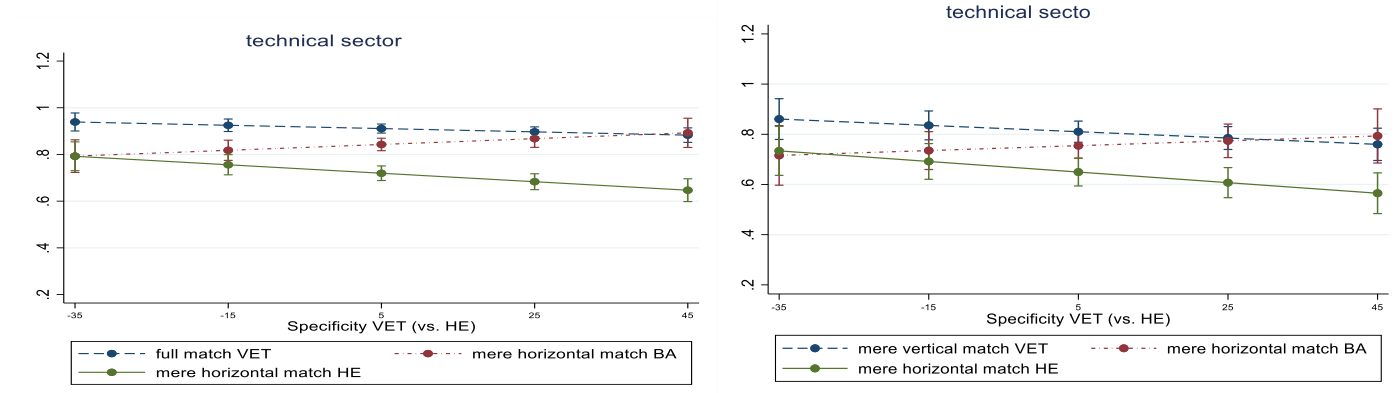 technical sector
1.2
1
.8
.6
.4
.2
-35 -15 5 25 45
Specificity VET (vs. HE)
full match VET mere horizontal match BA
mere horizontal match HE
technical secto
1.2
1
.8
.6
.4
.2
-35 -15 5 25 45
Specificity VET (vs. HE)
mere vertical match VET mere horizontal match BA
mere horizontal match HE